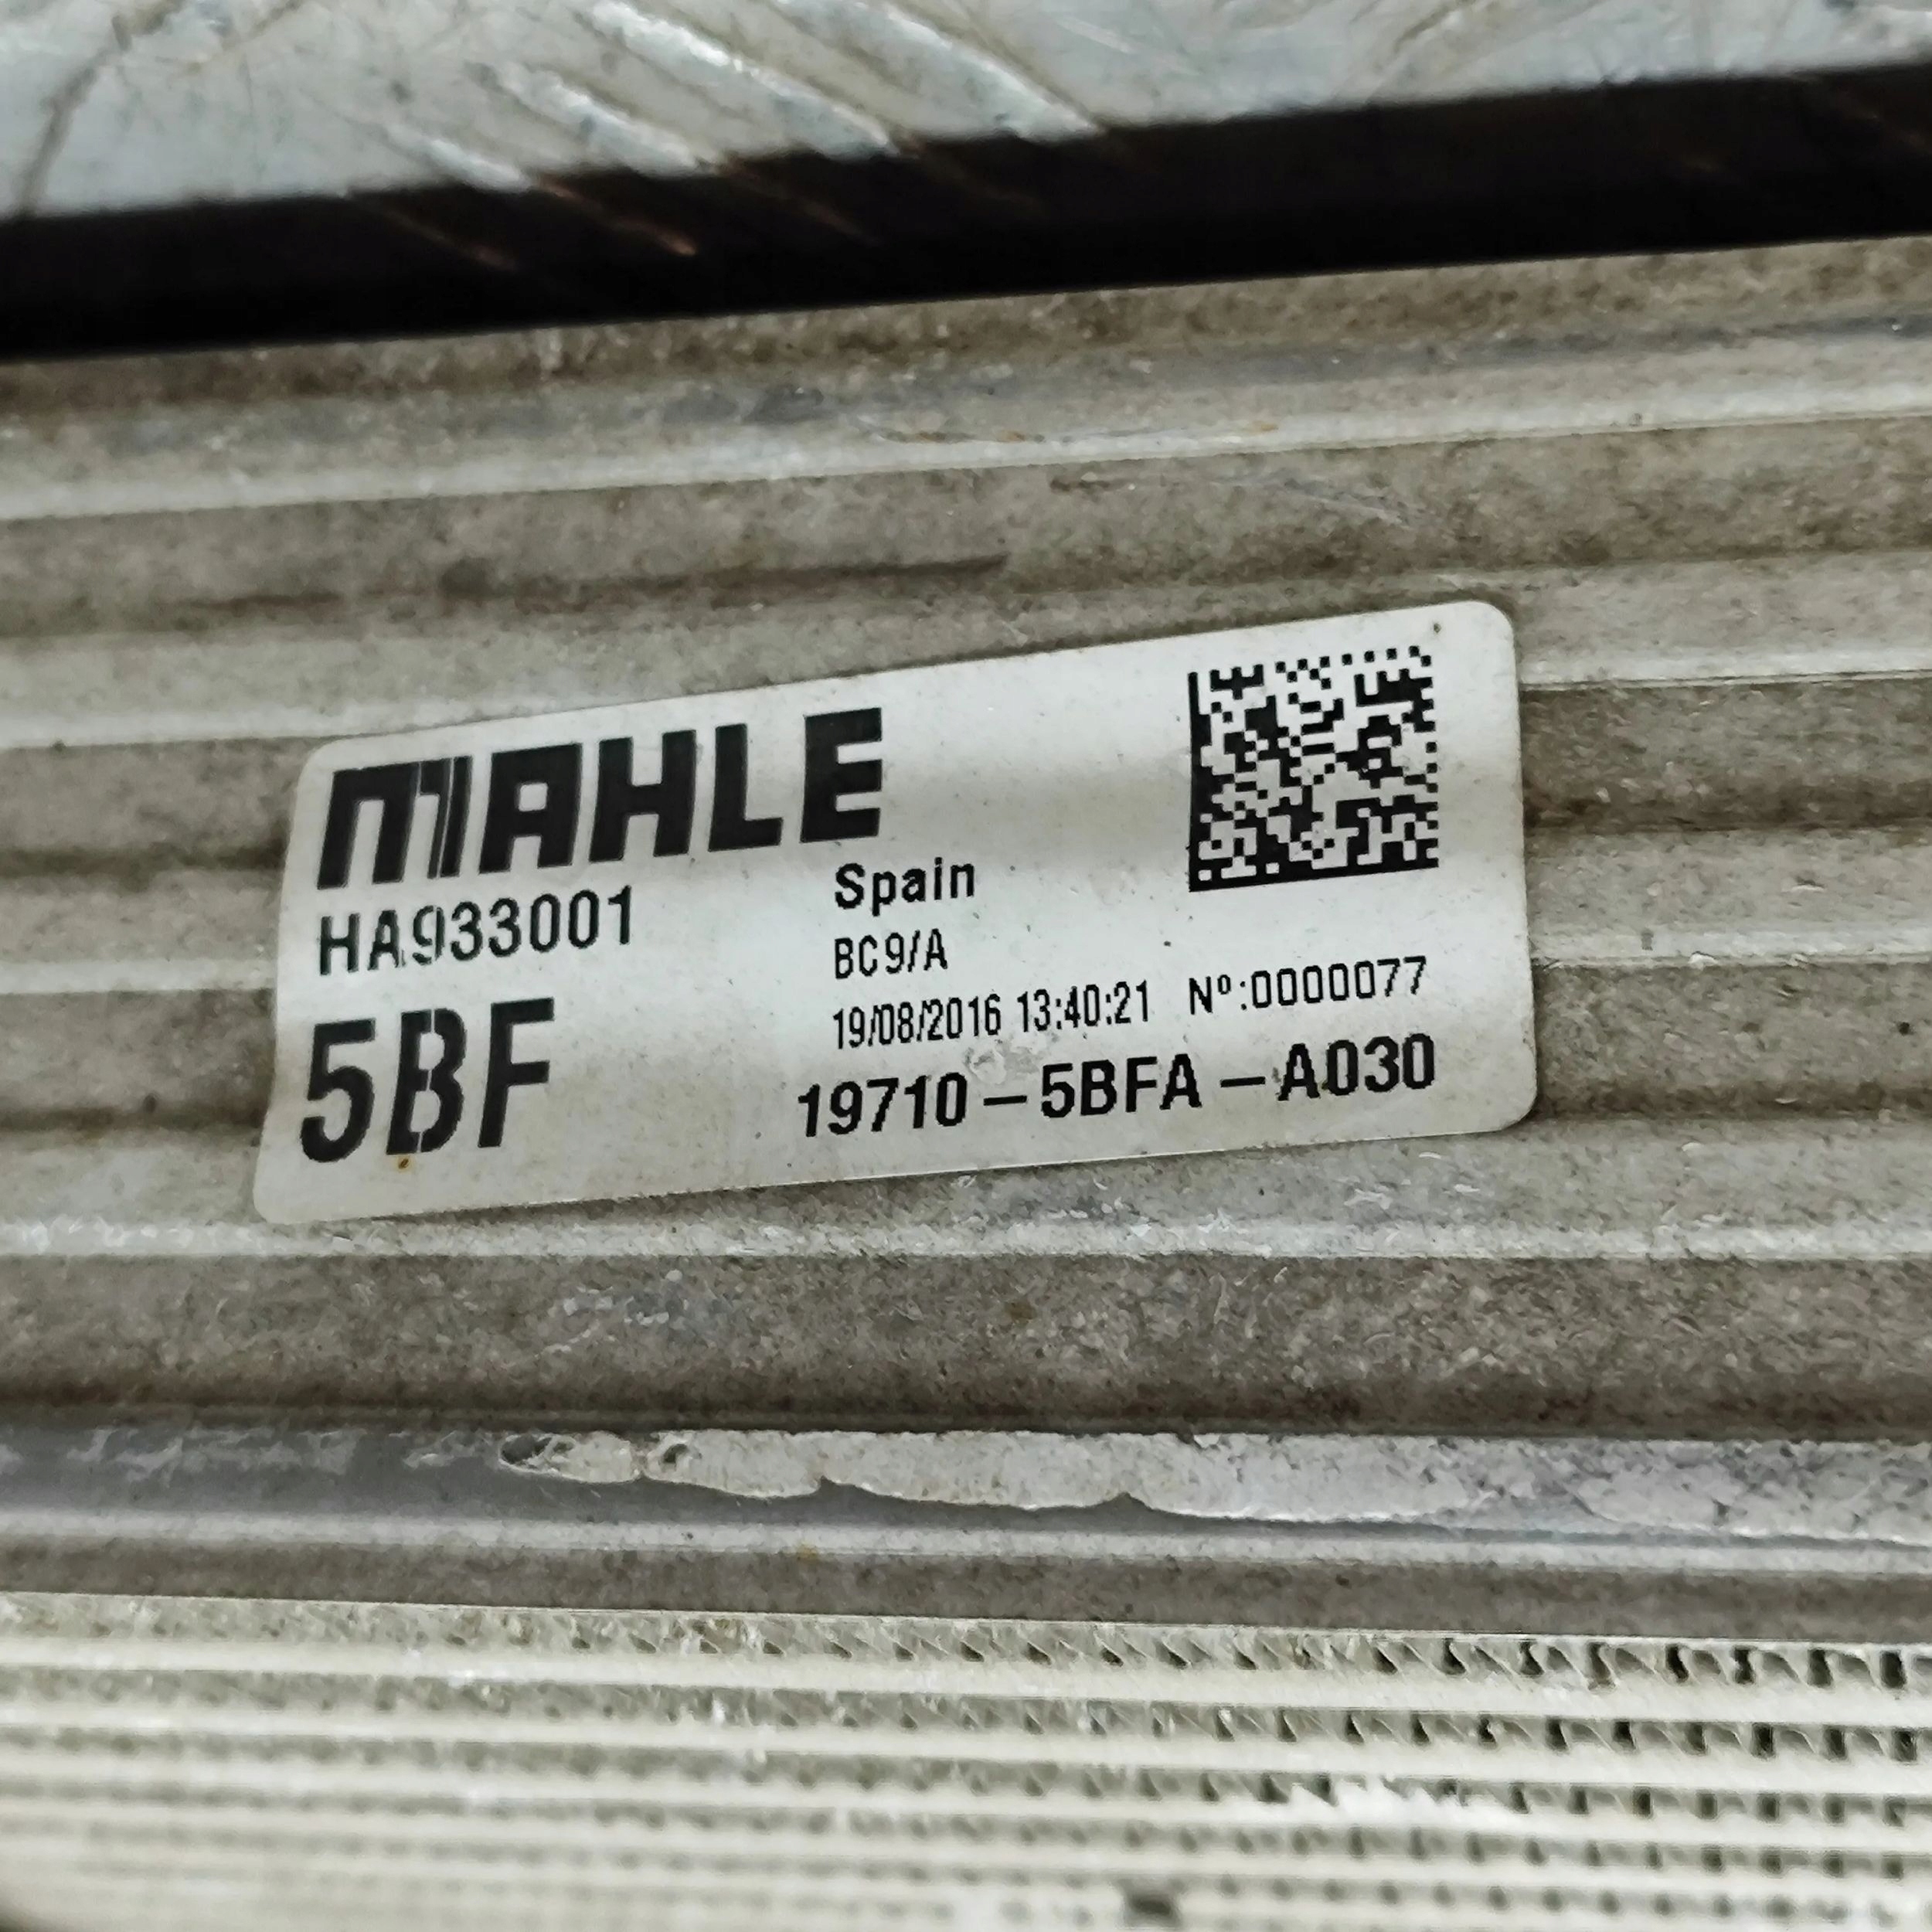 MAHLE
HA933001
5BF
Spain
BC9/A
19/08/2016 13:40:21 Nº:0000077
19710-5BFA-A030